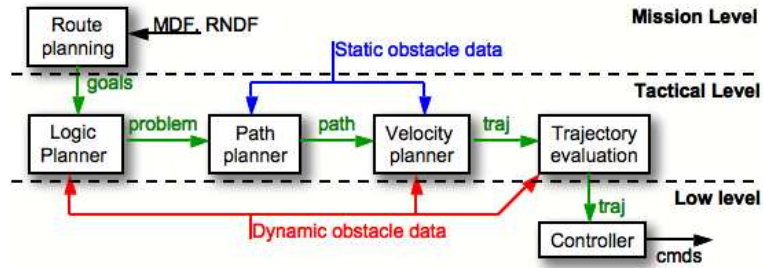 Mission Level
Route
planning
MDF, RNDF
Static obstacle data
goals
Tactical Level
Logic
Planner
problem
Path
planner
path
Velocity
planner
traj
Trajectory
evaluation
Low level
Dynamic obstacle data
traj
Controller
cmds